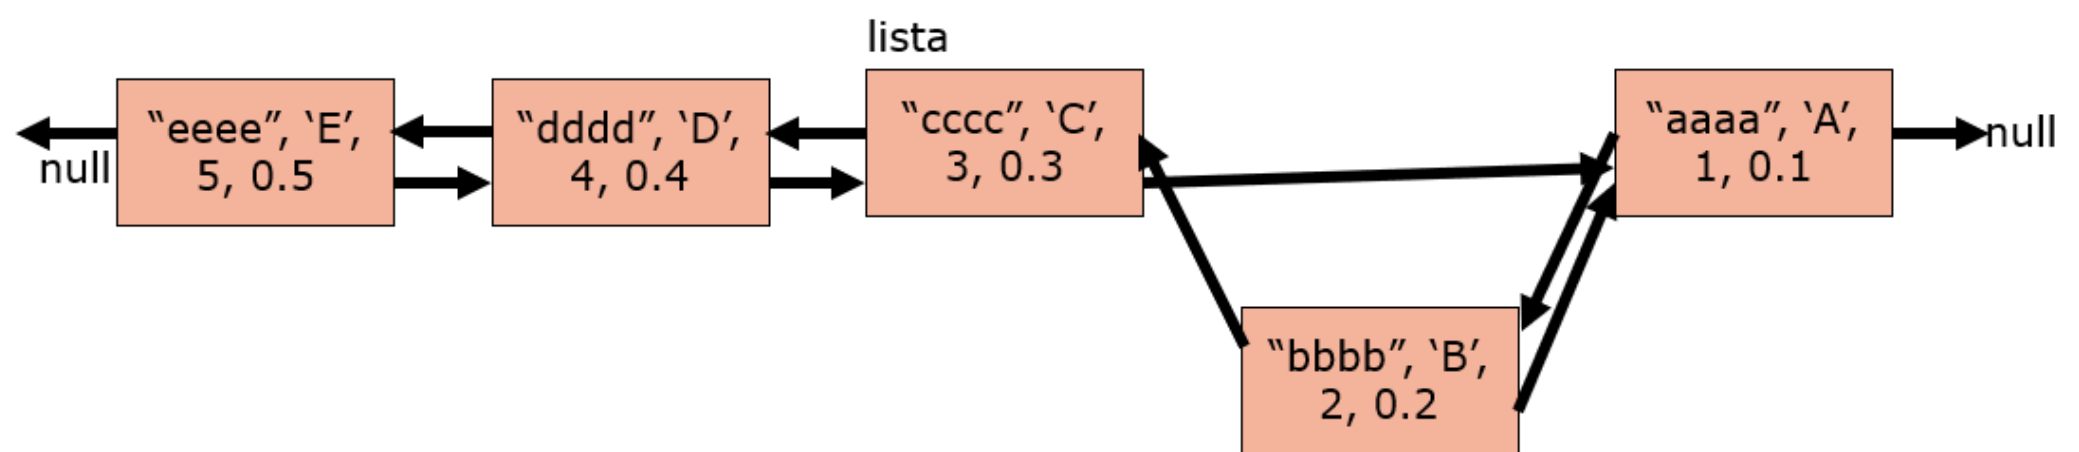 lista
null
“eeee”, ‘E’,
5, 0.5
“dddd”, ‘D’,
4, 0.4
“cccc”, ‘C’,
3, 0.3
“aaaa”, ‘A’,
1, 0.1
null
“bbbb”, ‘B’,
2, 0.2